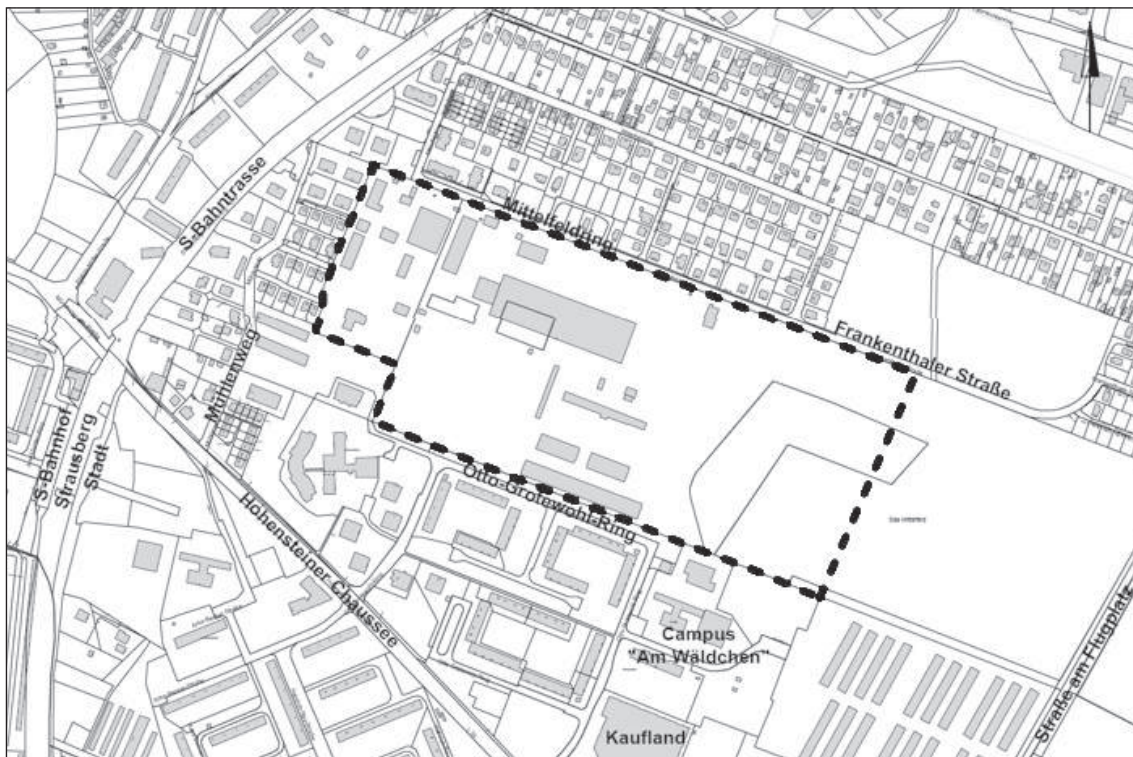 S-Bahntrasse
Mittelfeldring
Frankenthaler Straße
Mühlenweg
S-Bahnhof
Strausberg
Stadt
Otto-Grotewohl-Ring
Hohensteiner Chaussee
Campus
"Am Wäldchen"
Straße am Flugplatz
Kaufland